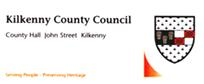 Kilkenny County Council
County Hall John Street Kilkenny
Serving People - Preserving Heritage